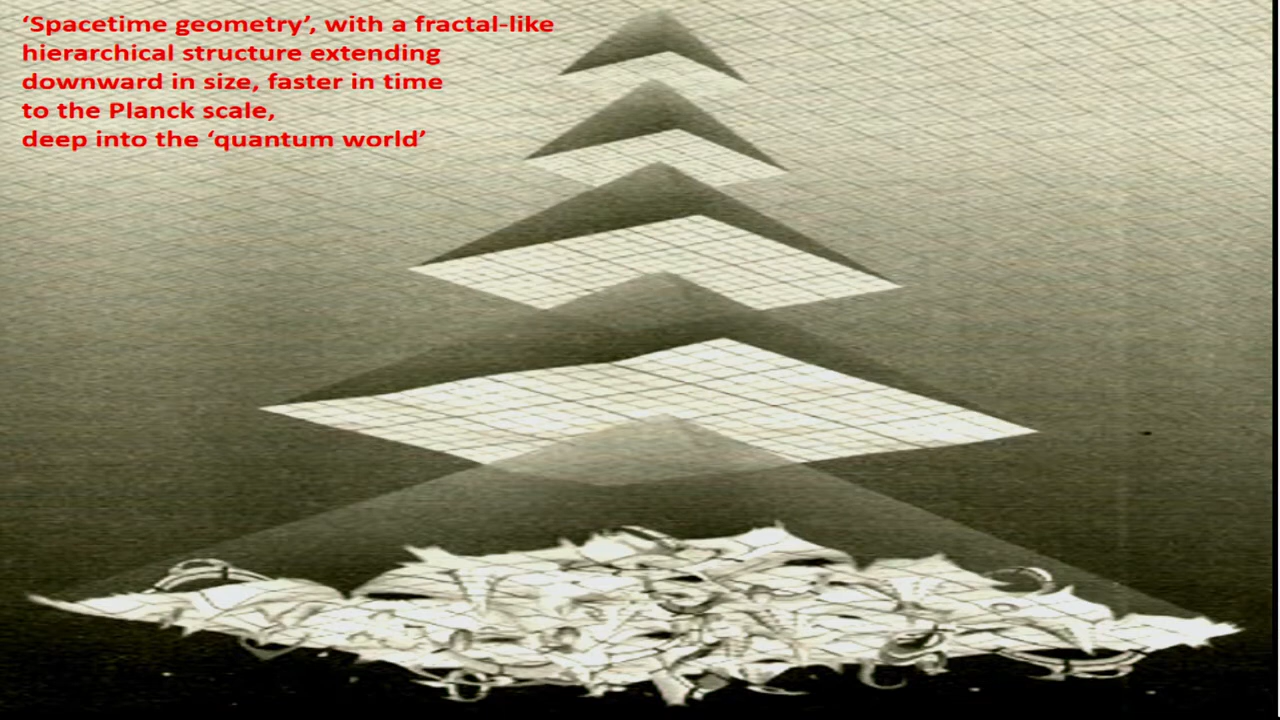 ‘Spacetime geometry’, with a fractal-like
hierarchical structure extending
downward in size, faster in time
to the Planck scale,
deep into the ‘quantum world’